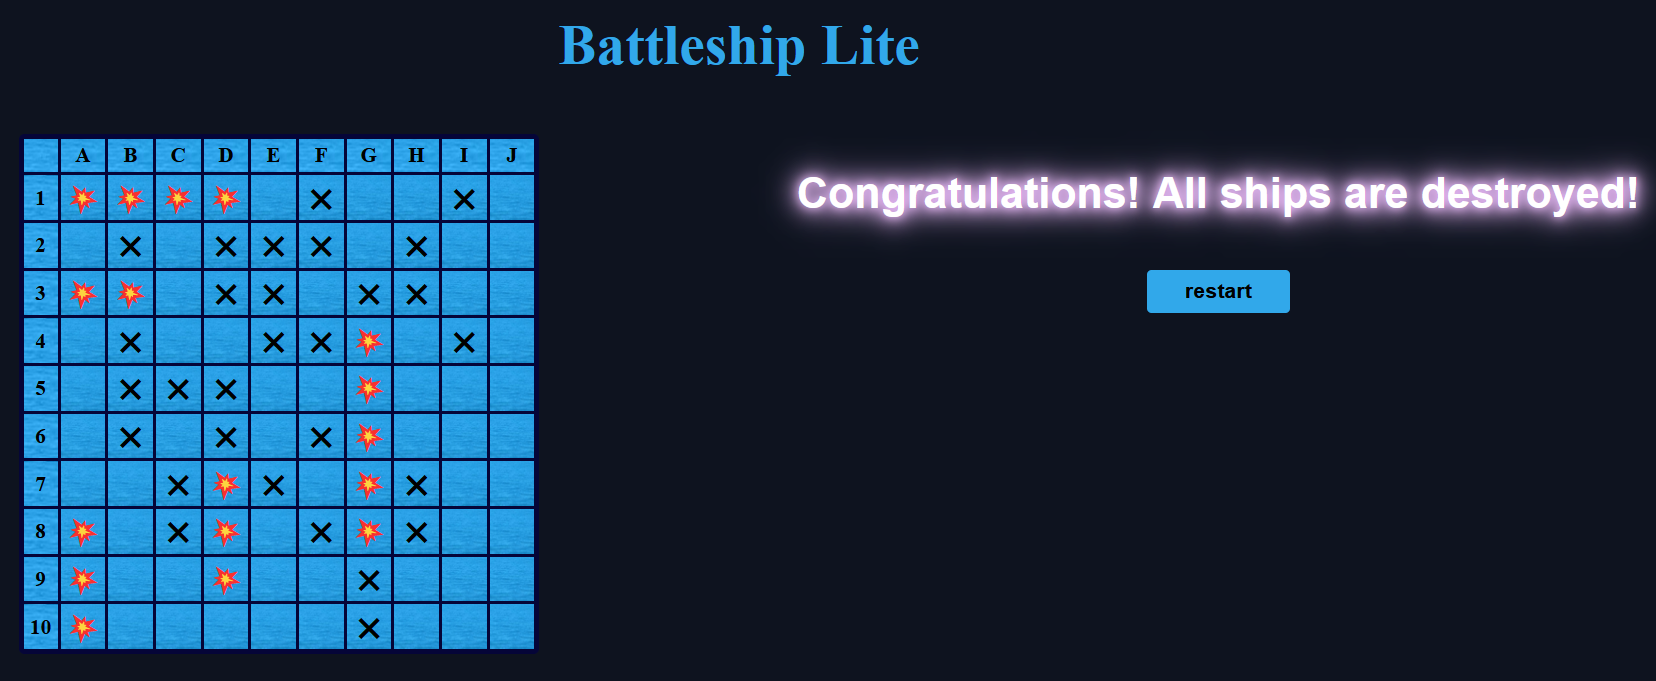 Battleship Lite
A B C D E F G H I J
Congratulations! All ships are destroyed!
1
2
restart
3
4
5
6
7
8
9
10